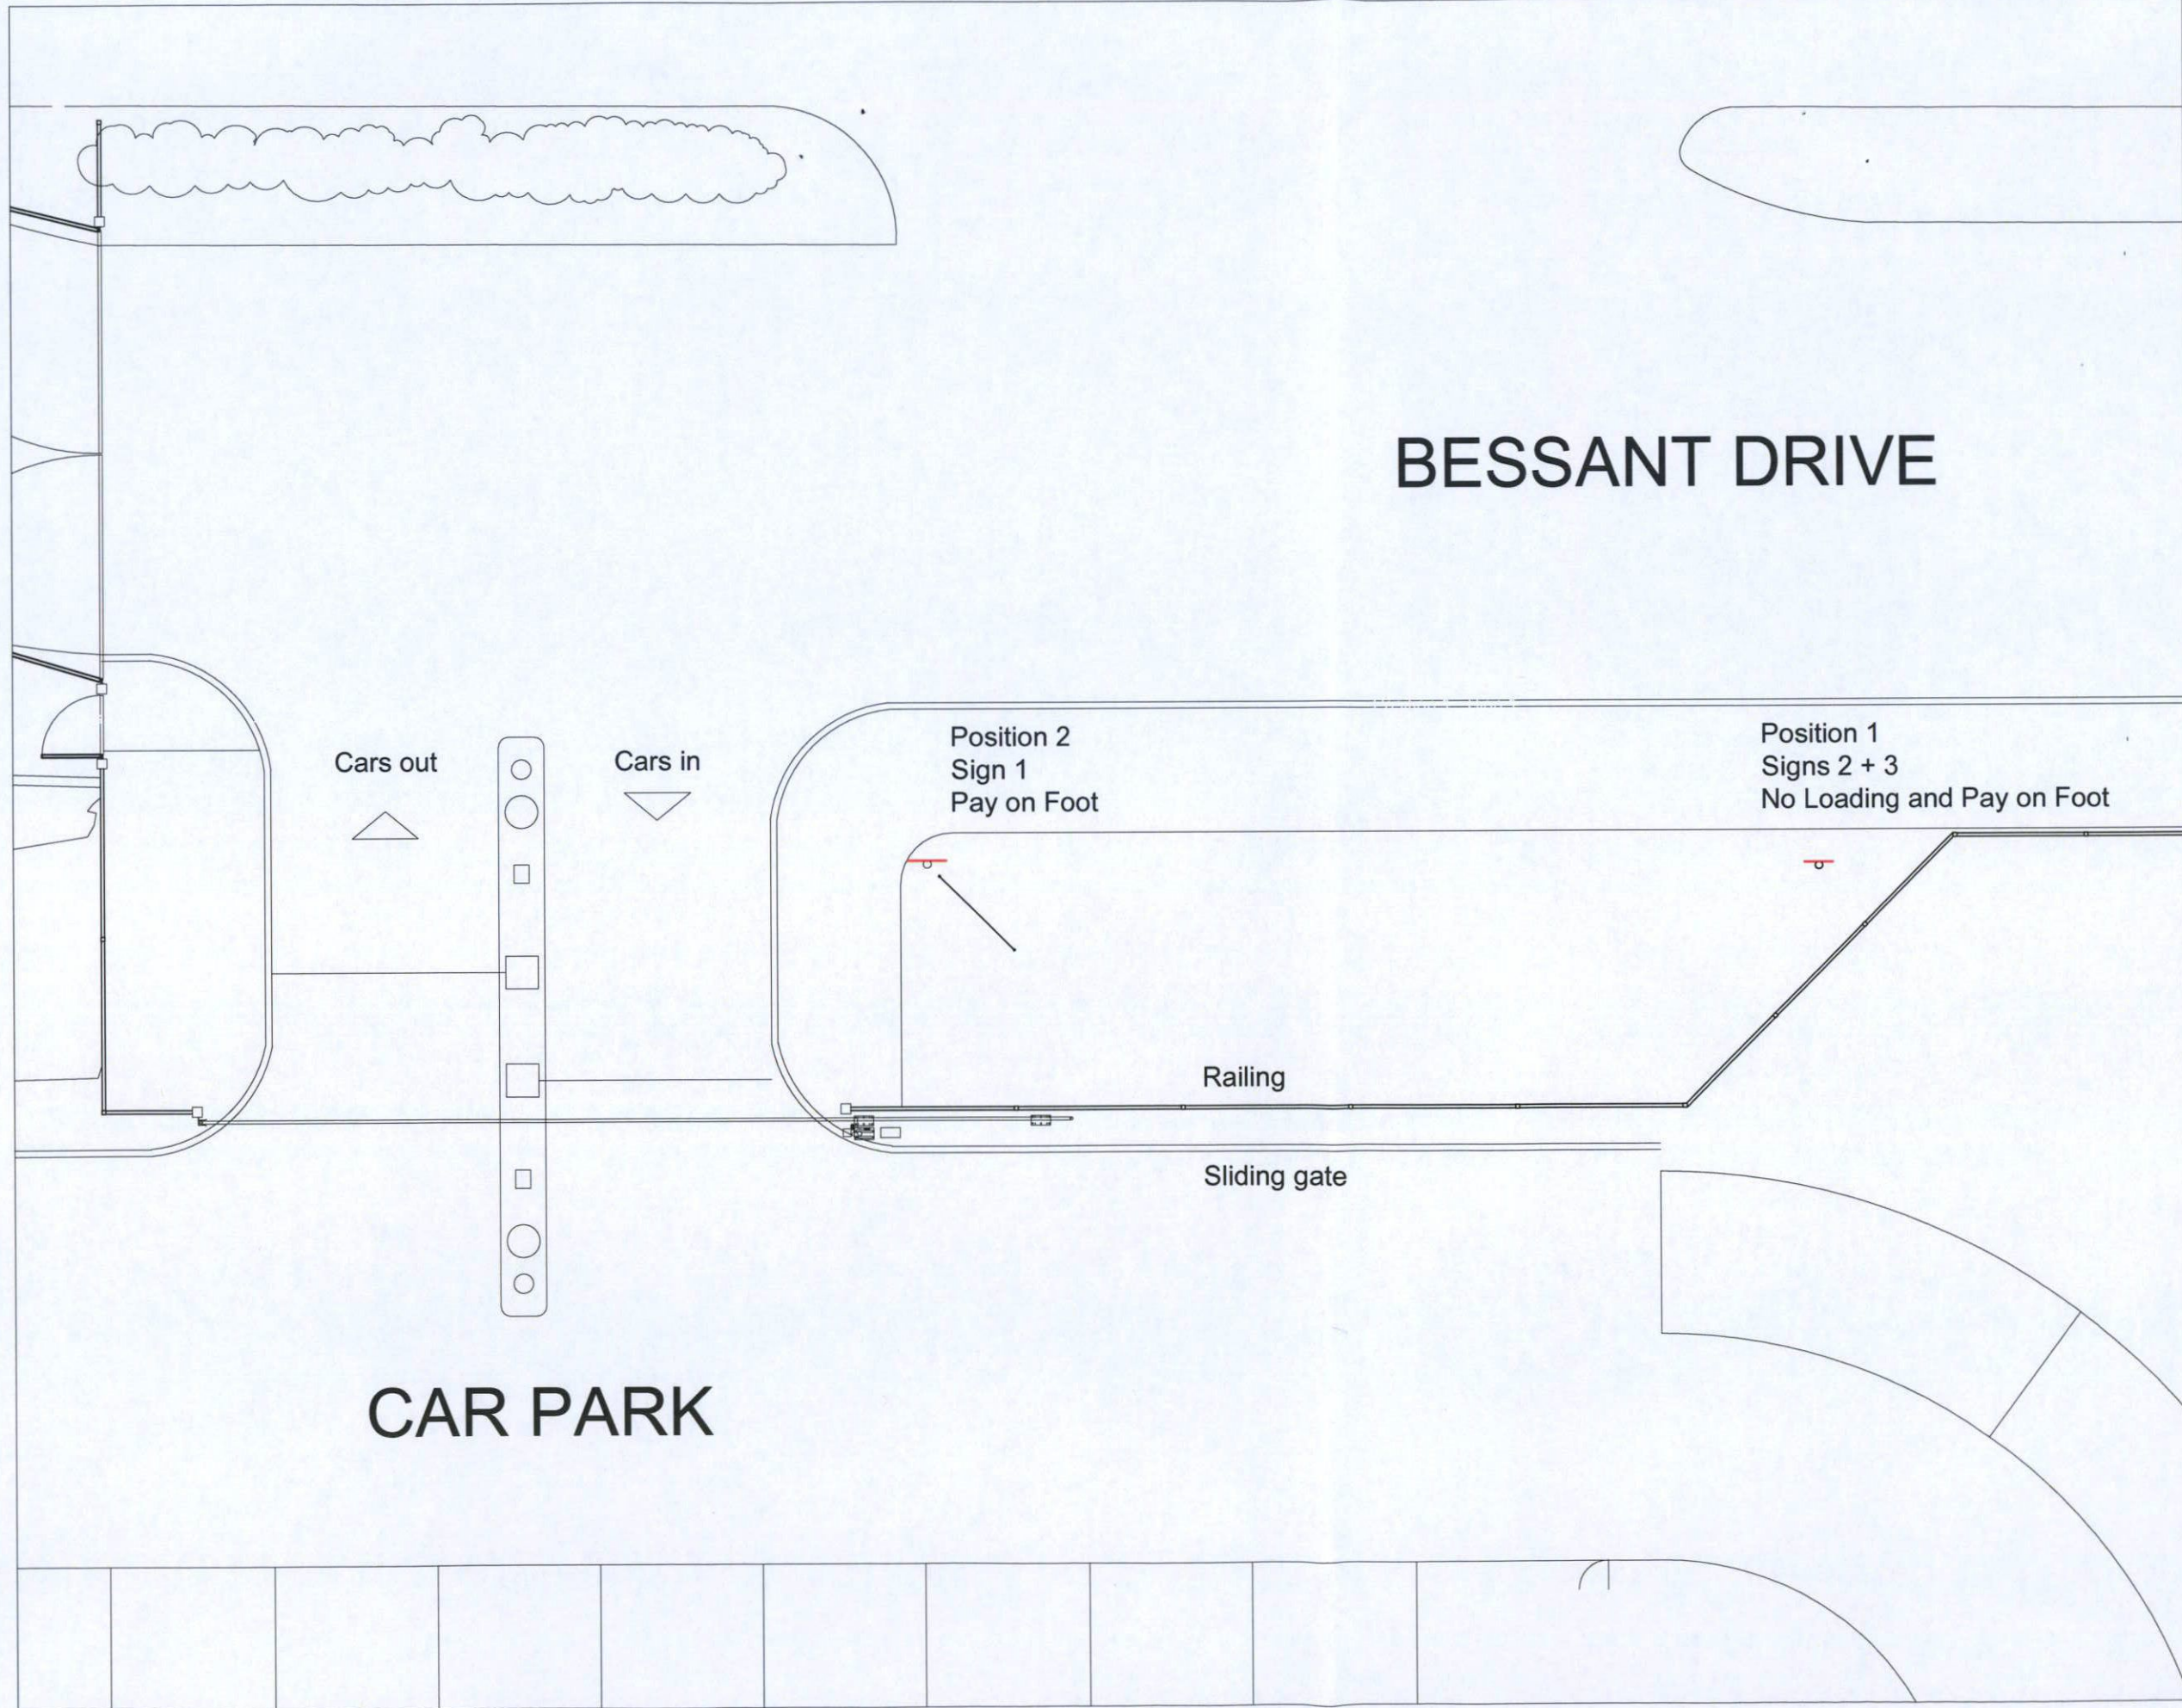 BESSANT DRIVE
Cars out
Cars in
Position 2
Sign 1
Pay on Foot
Position 1
Signs 2 + 3
No Loading and Pay on Foot
Railing
Sliding gate
CAR PARK